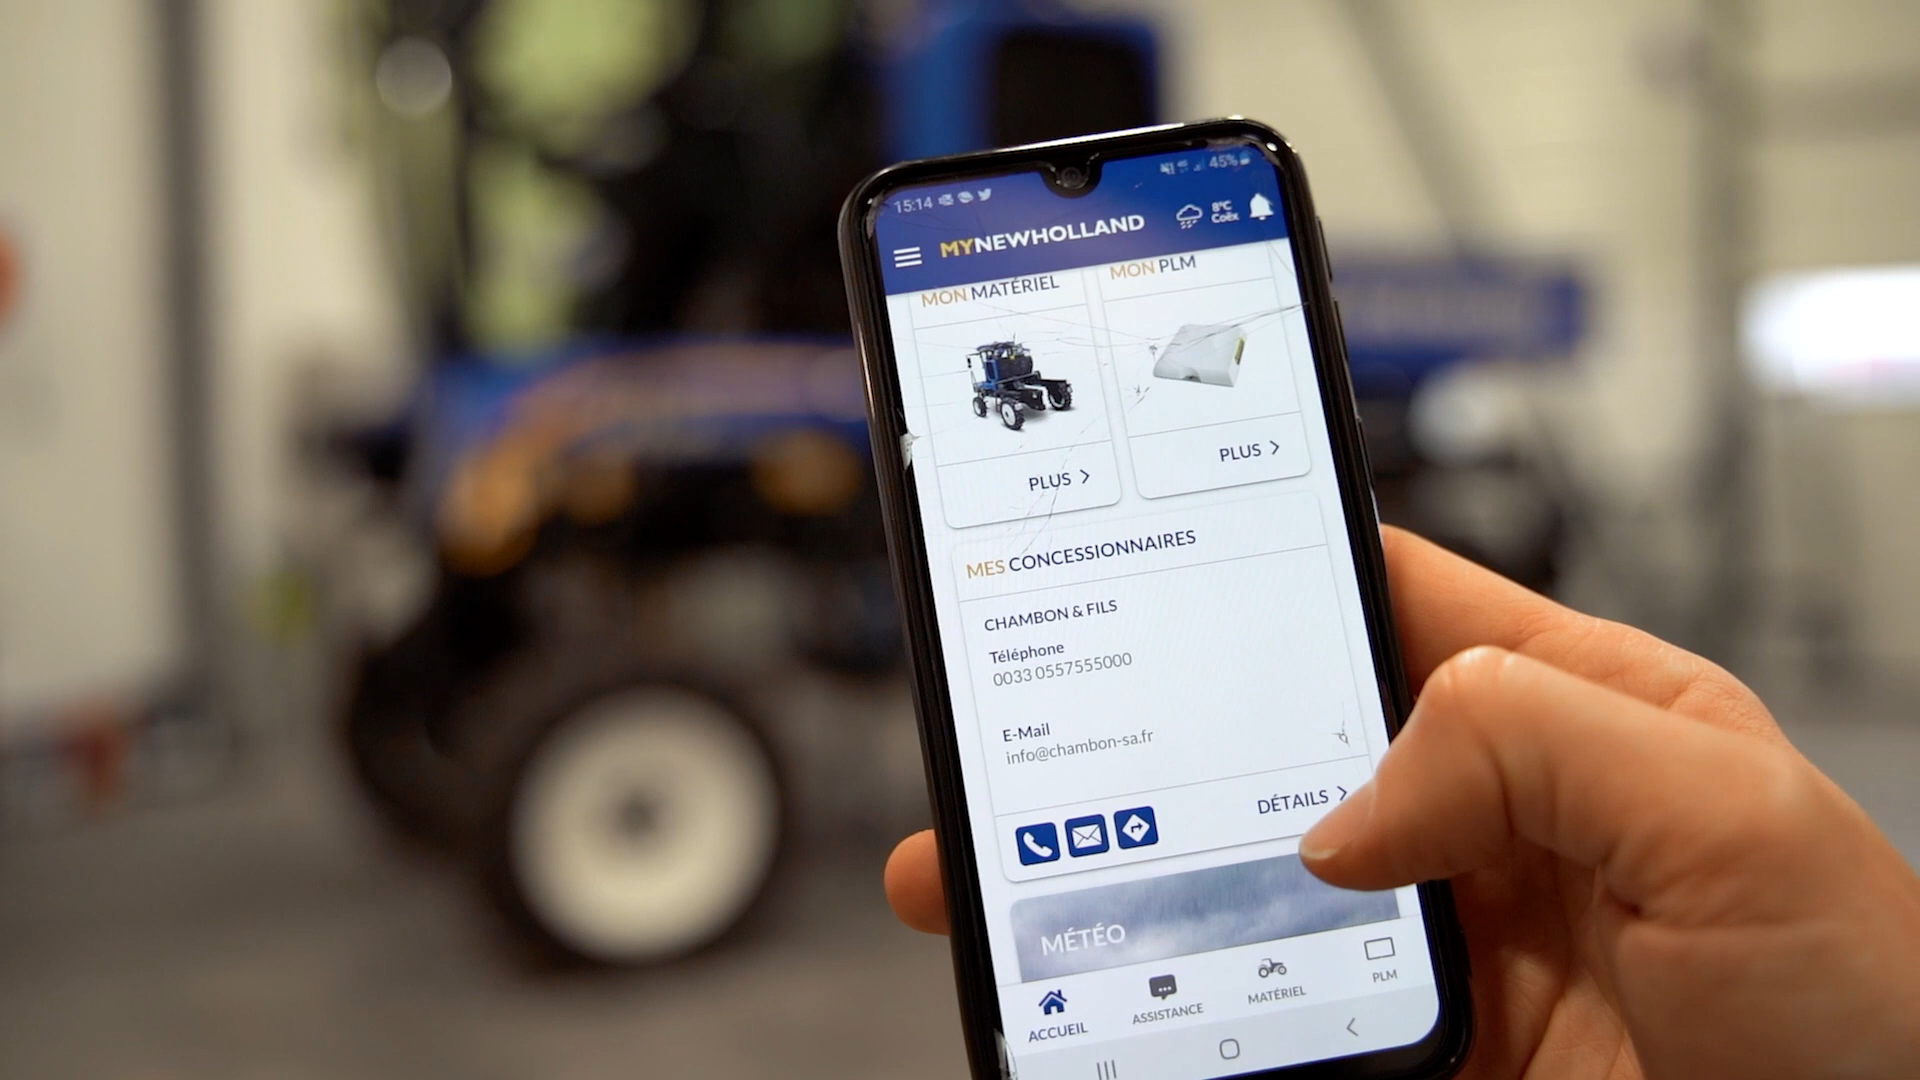 15:14
45%
MYNEWHOLLAND
8°C
Coëx
MON MATÉRIEL
MON PLM
PLUS
PLUS
MES CONCESSIONNAIRES
CHAMBON & FILS
Téléphone
0033 0557555000
E-Mail
info@chambon-sa.fr
DÉTAILS
MÉTÉO
ACCUEIL
ASSISTANCE
MATÉRIEL
PLM